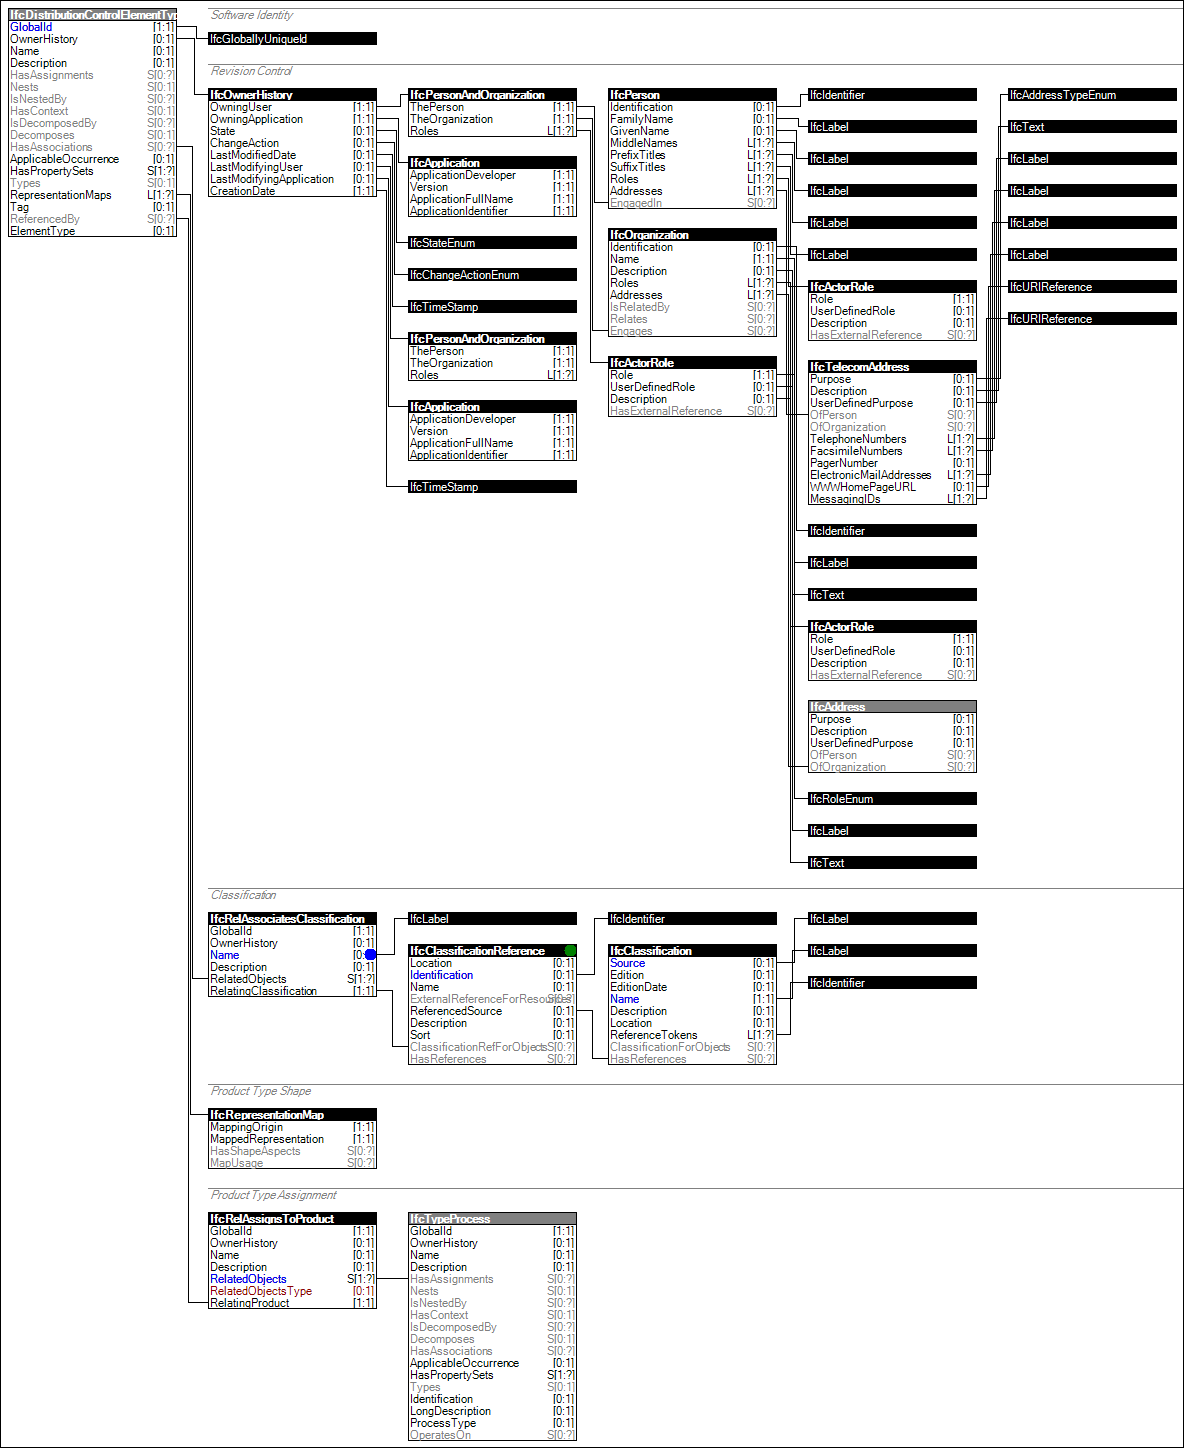 IfcDistributionControlElementTyp
GlobalId [1:1]
OwnerHistory [0:1]
Name [0:1]
Description [0:1]
HasAssignments S[0:?]
Nests S[0:1]
IsNestedBy S[0:?]
HasContext S[0:1]
IsDecomposedBy S[0:?]
Decomposes S[0:1]
HasAssociations S[0:?]
ApplicableOccurrence [0:1]
HasPropertySets S[1:?]
Types S[0:1]
RepresentationMaps L[1:?]
Tag [0:1]
ReferencedBy S[0:?]
ElementType [0:1]
Software Identity
IfcGloballyUniqueId
Revision Control
IfcOwnerHistory
OwningUser [1:1]
OwningApplication [1:1]
State [0:1]
ChangeAction [0:1]
LastModifiedDate [0:1]
LastModifyingUser [0:1]
LastModifyingApplication [0:1]
CreationDate [1:1]
IfcPersonAndOrganization
ThePerson [1:1]
TheOrganization [1:1]
Roles L[1:?]
IfcApplication
ApplicationDeveloper [1:1]
Version [1:1]
ApplicationFullName [1:1]
ApplicationIdentifier [1:1]
IfcStateEnum
IfcChangeActionEnum
IfcTimeStamp
IfcPersonAndOrganization
ThePerson [1:1]
TheOrganization [1:1]
Roles L[1:?]
IfcApplication
ApplicationDeveloper [1:1]
Version [1:1]
ApplicationFullName [1:1]
ApplicationIdentifier [1:1]
IfcTimeStamp
IfcPerson
Identification [0:1]
FamilyName [0:1]
GivenName [0:1]
MiddleNames L[1:?]
PrefixTitles L[1:?]
SuffixTitles L[1:?]
Roles L[1:?]
Addresses L[1:?]
EngagedIn S[0:?]
IfcOrganization
Identification [0:1]
Name [1:1]
Description [0:1]
Roles L[1:?]
Addresses L[1:?]
IsRelatedBy S[0:?]
Relates S[0:?]
Engages S[0:?]
IfcActorRole
Role [1:1]
UserDefinedRole [0:1]
Description [0:1]
HasExternalReference S[0:?]
IfcIdentifier
IfcLabel
IfcLabel
IfcLabel
IfcLabel
IfcLabel
IfcActorRole
Role [1:1]
UserDefinedRole [0:1]
Description [0:1]
HasExternalReference S[0:?]
IfcTelecomAddress
Purpose [0:1]
Description [0:1]
UserDefinedPurpose [0:1]
OfPerson S[0:?]
OfOrganization S[0:?]
TelephoneNumbers L[1:?]
FacsimileNumbers L[1:?]
PagerNumber [0:1]
ElectronicMailAddresses L[1:?]
WWWHomePageURL [0:1]
MessagingIDs L[1:?]
IfcIdentifier
IfcLabel
IfcText
IfcActorRole
Role [1:1]
UserDefinedRole [0:1]
Description [0:1]
HasExternalReference S[0:?]
IfcAddress
Purpose [0:1]
Description [0:1]
UserDefinedPurpose [0:1]
OfPerson S[0:?]
OfOrganization S[0:?]
IfcRoleEnum
IfcLabel
IfcText
IfcAddressTypeEnum
IfcText
IfcLabel
IfcLabel
IfcLabel
IfcLabel
IfcURIReference
IfcURIReference
Classification
IfcRelAssociatesClassification
GlobalId [1:1]
OwnerHistory [0:1]
Name [0:
Description [0:1]
RelatedObjects S[1:?]
RelatingClassification [1:1]
IfcLabel
IfcClassificationReference
Location [0:1]
Identification [0:1]
Name [0:1]
ExternalReferenceForResources S[0:?]
ReferencedSource [0:1]
Description [0:1]
Sort [0:1]
ClassificationRefForObjects S[0:?]
HasReferences S[0:?]
IfcIdentifier
IfcClassification
Source [0:1]
Edition [0:1]
EditionDate [0:1]
Name [1:1]
Description [0:1]
Location [0:1]
ReferenceTokens L[1:?]
ClassificationForObjects S[0:?]
HasReferences S[0:?]
IfcLabel
IfcLabel
IfcIdentifier
Product Type Shape
IfcRepresentationMap
MappingOrigin [1:1]
MappedRepresentation [1:1]
HasShapeAspects S[0:?]
MapUsage S[0:?]
Product Type Assignment
IfcRelAssignsToProduct
GlobalId [1:1]
OwnerHistory [0:1]
Name [0:1]
Description [0:1]
RelatedObjects S[1:?]
RelatedObjectsType [0:1]
RelatingProduct [1:1]
IfcTypeProcess
GlobalId [1:1]
OwnerHistory [0:1]
Name [0:1]
Description [0:1]
HasAssignments S[0:?]
Nests S[0:1]
IsNestedBy S[0:?]
HasContext S[0:1]
IsDecomposedBy S[0:?]
Decomposes S[0:1]
HasAssociations S[0:?]
ApplicableOccurrence [0:1]
HasPropertySets S[1:?]
Types S[0:1]
Identification [0:1]
LongDescription [0:1]
ProcessType [0:1]
OperatesOn S[0:?]